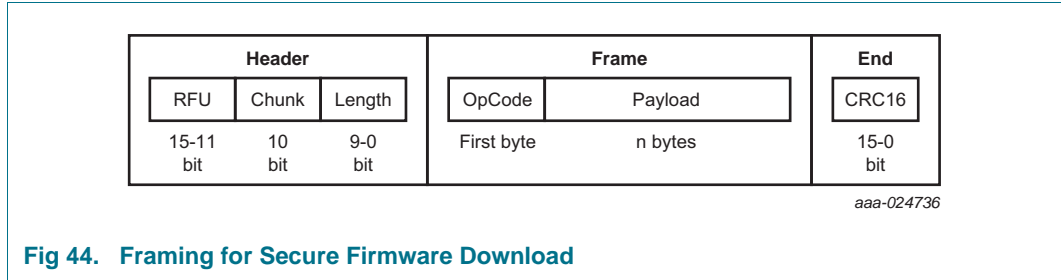 Header Frame End
RFU Chunk Length OpCode Payload CRC16
15-11 10 9-0 First byte n bytes 15-0
bit bit bit bit
aaa-024736
Fig 44. Framing for Secure Firmware Download